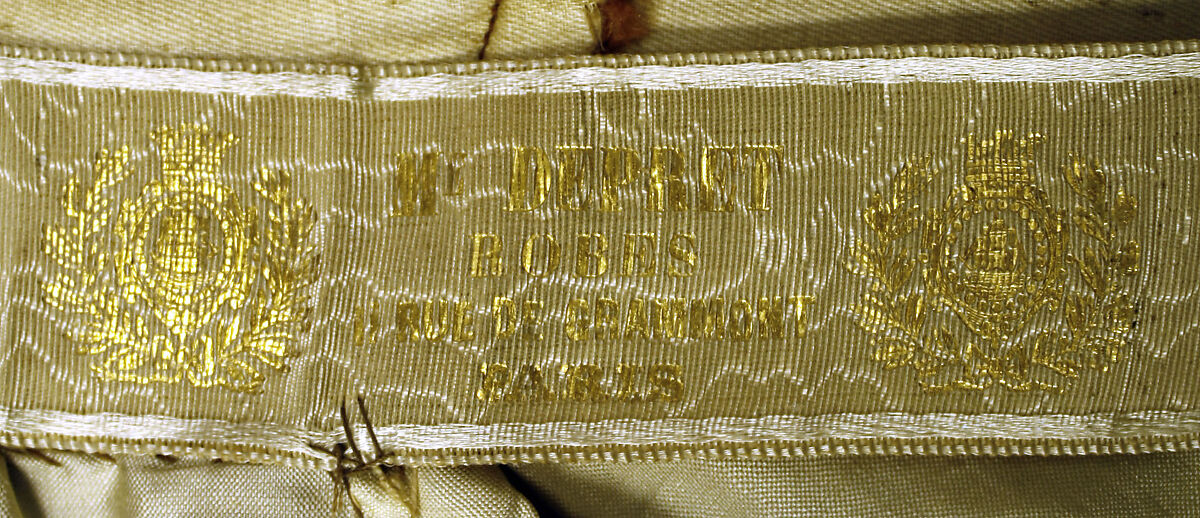 Mᴱ DEPRET
ROBES
11 RUE DE GRAMMONT
PARIS